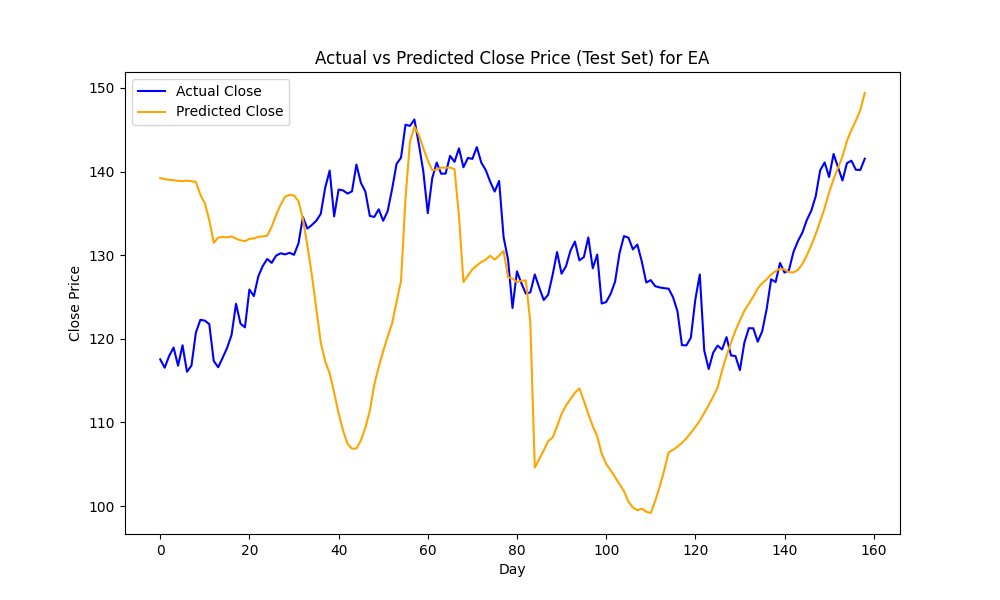 Actual vs Predicted Close Price (Test Set) for EA
Actual Close
Predicted Close
150
140
130
120
110
100
Close Price
0 20 40 60 80 100 120 140 160
Day